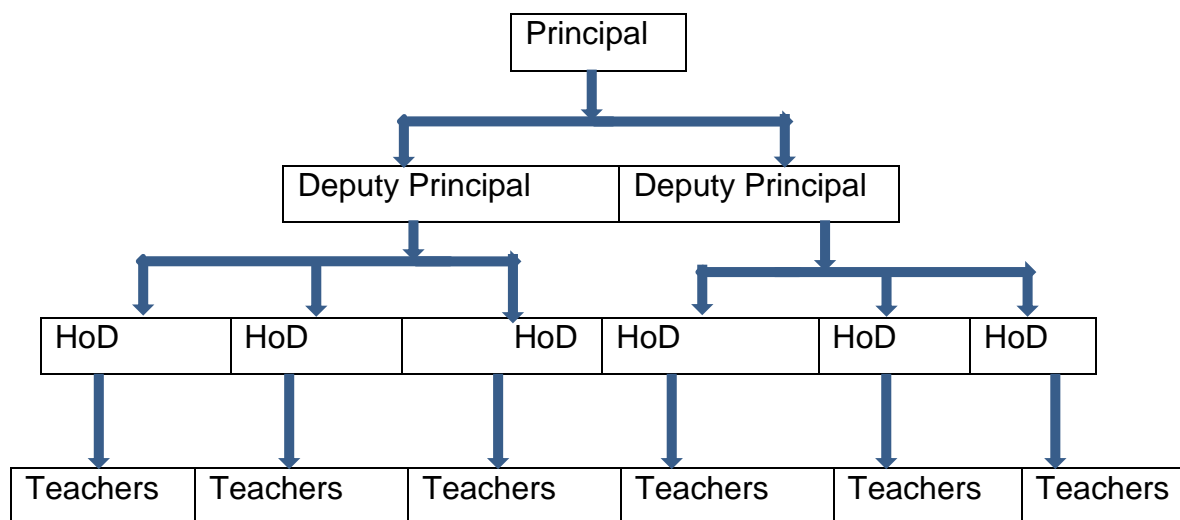 Principal
Deputy Principal Deputy Principal
HoD HoD HoD HoD HoD HoD
Teachers Teachers Teachers Teachers Teachers Teachers